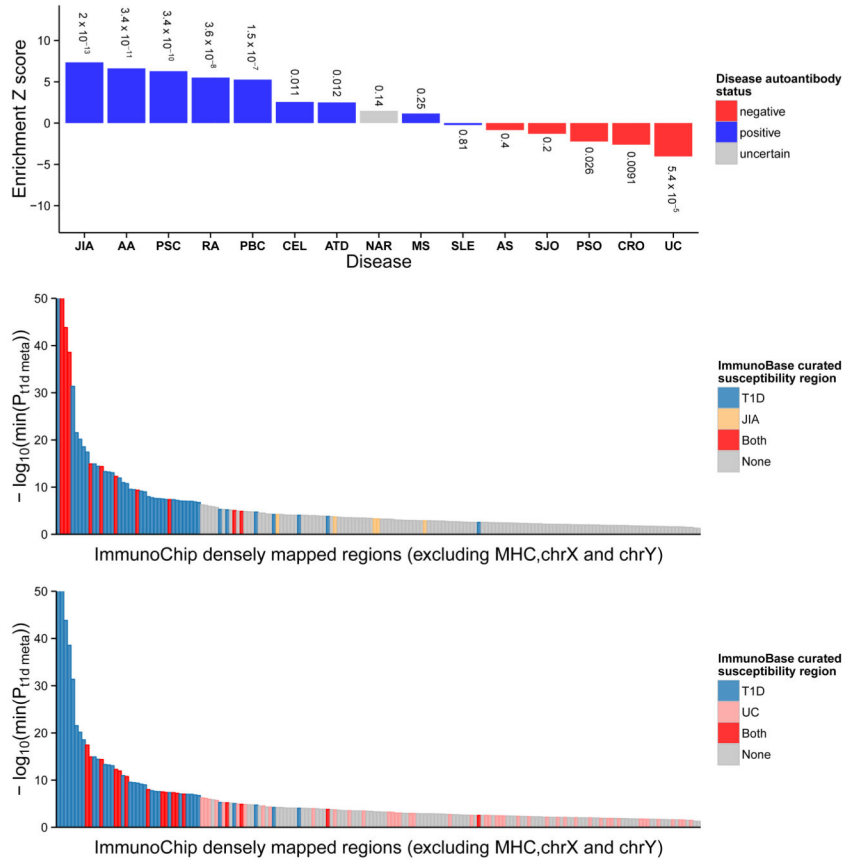 2 x 10⁻¹³
3.4 x 10⁻¹¹
3.4 x 10⁻¹⁰
3.6 x 10⁻⁸
1.5 x 10⁻⁷
0.011
0.012
0.14
0.25
0.81
0.4
0.2
0.026
0.0091
5.4 x 10⁻⁵
Enrichment Z score
10
5
0
−5
−10
JIA AA PSC RA PBC CEL ATD NAR MS SLE AS SJO PSO CRO UC
Disease
Disease autoantibody
status
negative
positive
uncertain
− log₁₀(min(P_t1d meta))
50
40
30
20
10
0
ImmunoChip densely mapped regions (excluding MHC,chrX and chrY)
ImmunoBase curated
susceptibility region
T1D
JIA
Both
None
− log₁₀(min(P_t1d meta))
50
40
30
20
10
0
ImmunoChip densely mapped regions (excluding MHC,chrX and chrY)
ImmunoBase curated
susceptibility region
T1D
UC
Both
None